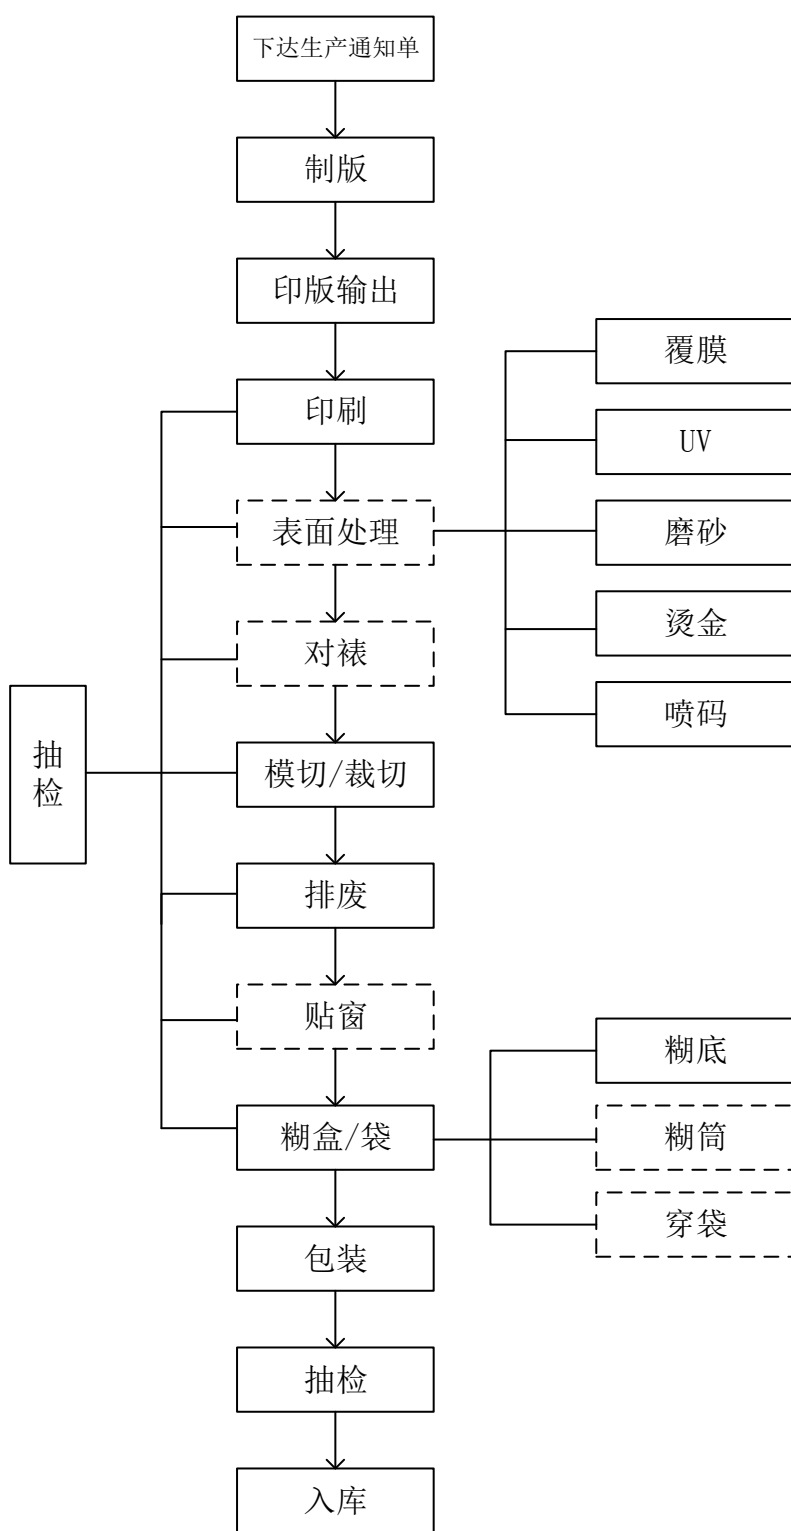 下达生产通知单
制版
印版输出
印刷
覆膜
UV
表面处理
磨砂
对裱
烫金
喷码
抽
检
模切/裁切
排废
贴窗
糊底
糊盒/袋
糊筒
穿袋
包装
抽检
入库